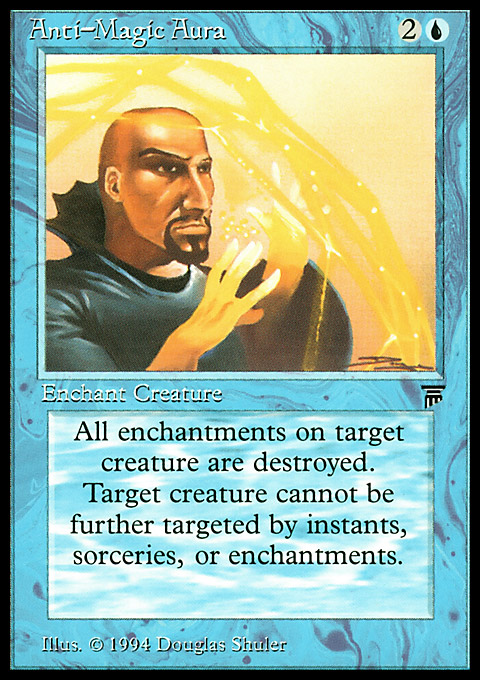 Anti-Magic Aura
2
Enchant Creature
All enchantments on target
creature are destroyed.
Target creature cannot be
further targeted by instants,
sorceries, or enchantments.
Illus. © 1994 Douglas Shuler